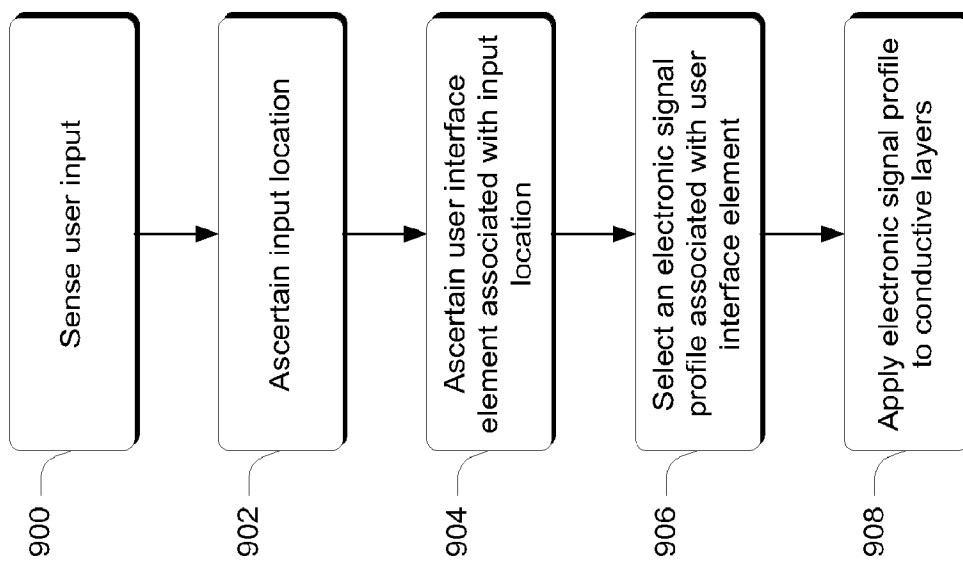 900
Sense user input
902
Ascertain input location
904
Ascertain user interface
element associated with input
location
906
Select an electronic signal
profile associated with user
interface element
908
Apply electronic signal profile
to conductive layers